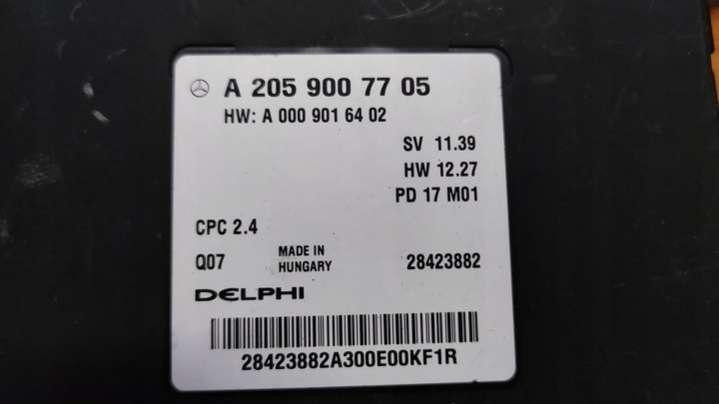 A 205 900 77 05
HW: A 000 901 64 02
SV 11.39
HW 12.27
PD 17 M01
CPC 2.4
Q07
MADE IN
HUNGARY
28423882
DELPHI
28423882A300E00KF1R